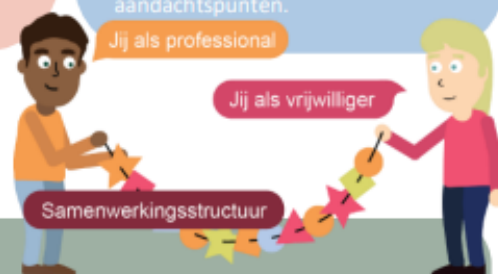 aandachtspunten.
Jij als professional
Jij als vrijwilliger
Samenwerkingsstructuur